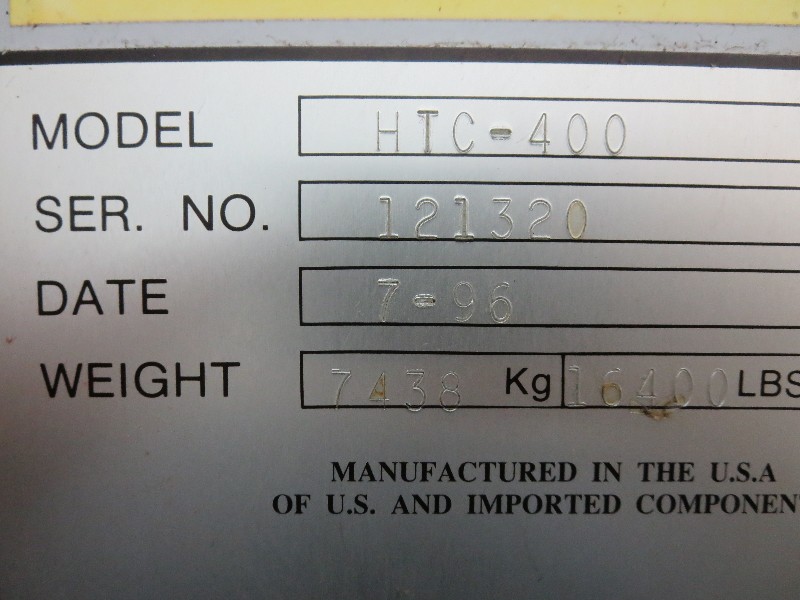 MODEL HTC-400
SER. NO. 121320
DATE 7-96
WEIGHT 7438 Kg 16400 LBS
MANUFACTURED IN THE U.S.A
OF U.S. AND IMPORTED COMPONEN